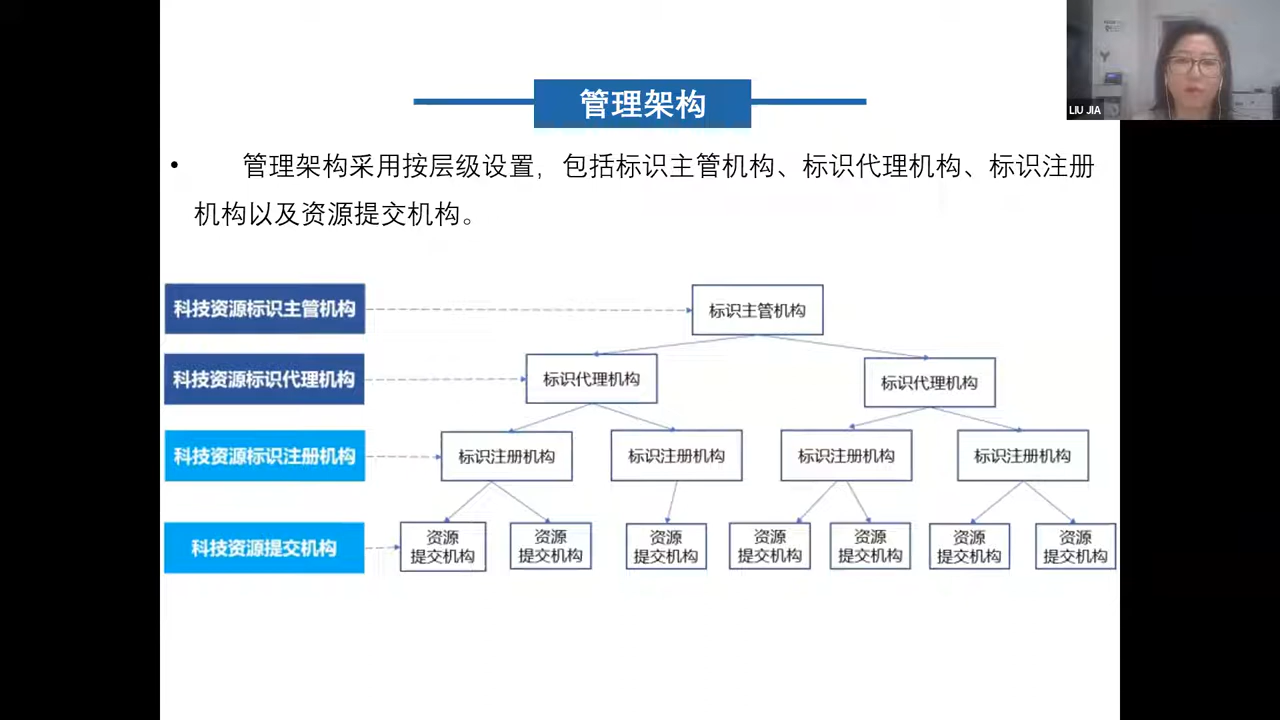 LIU JIA
管理架构
• 管理架构采用按层级设置，包括标识主管机构、标识代理机构、标识注册
机构以及资源提交机构。
科技资源标识主管机构
标识主管机构
科技资源标识代理机构
标识代理机构
标识代理机构
科技资源标识注册机构
标识注册机构
标识注册机构
标识注册机构
标识注册机构
科技资源提交机构
资源
提交机构
资源
提交机构
资源
提交机构
资源
提交机构
资源
提交机构
资源
提交机构
资源
提交机构